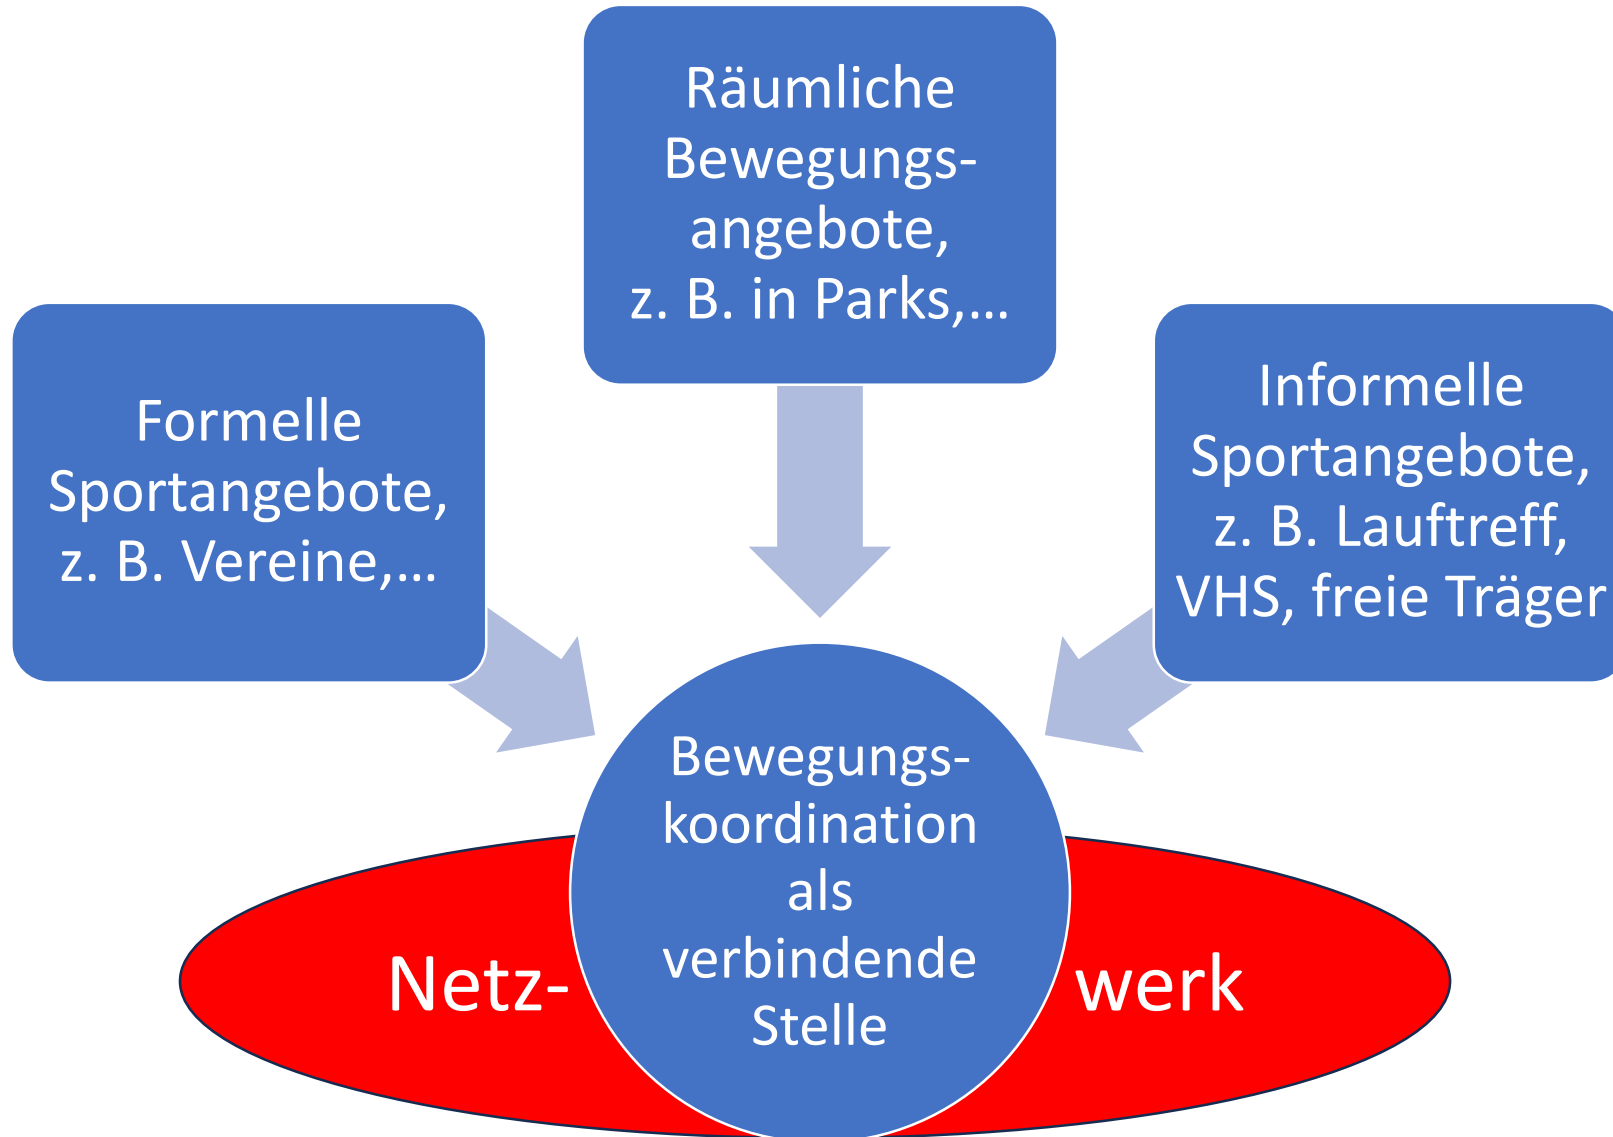 Räumliche
Bewegungs-
angebote,
z. B. in Parks,...
Formelle
Sportangebote,
z. B. Vereine,...
Informelle
Sportangebote,
z. B. Lauftreff,
VHS, freie Träger
Bewegungs-
koordination
als
verbindende
Stelle
Netz-
werk